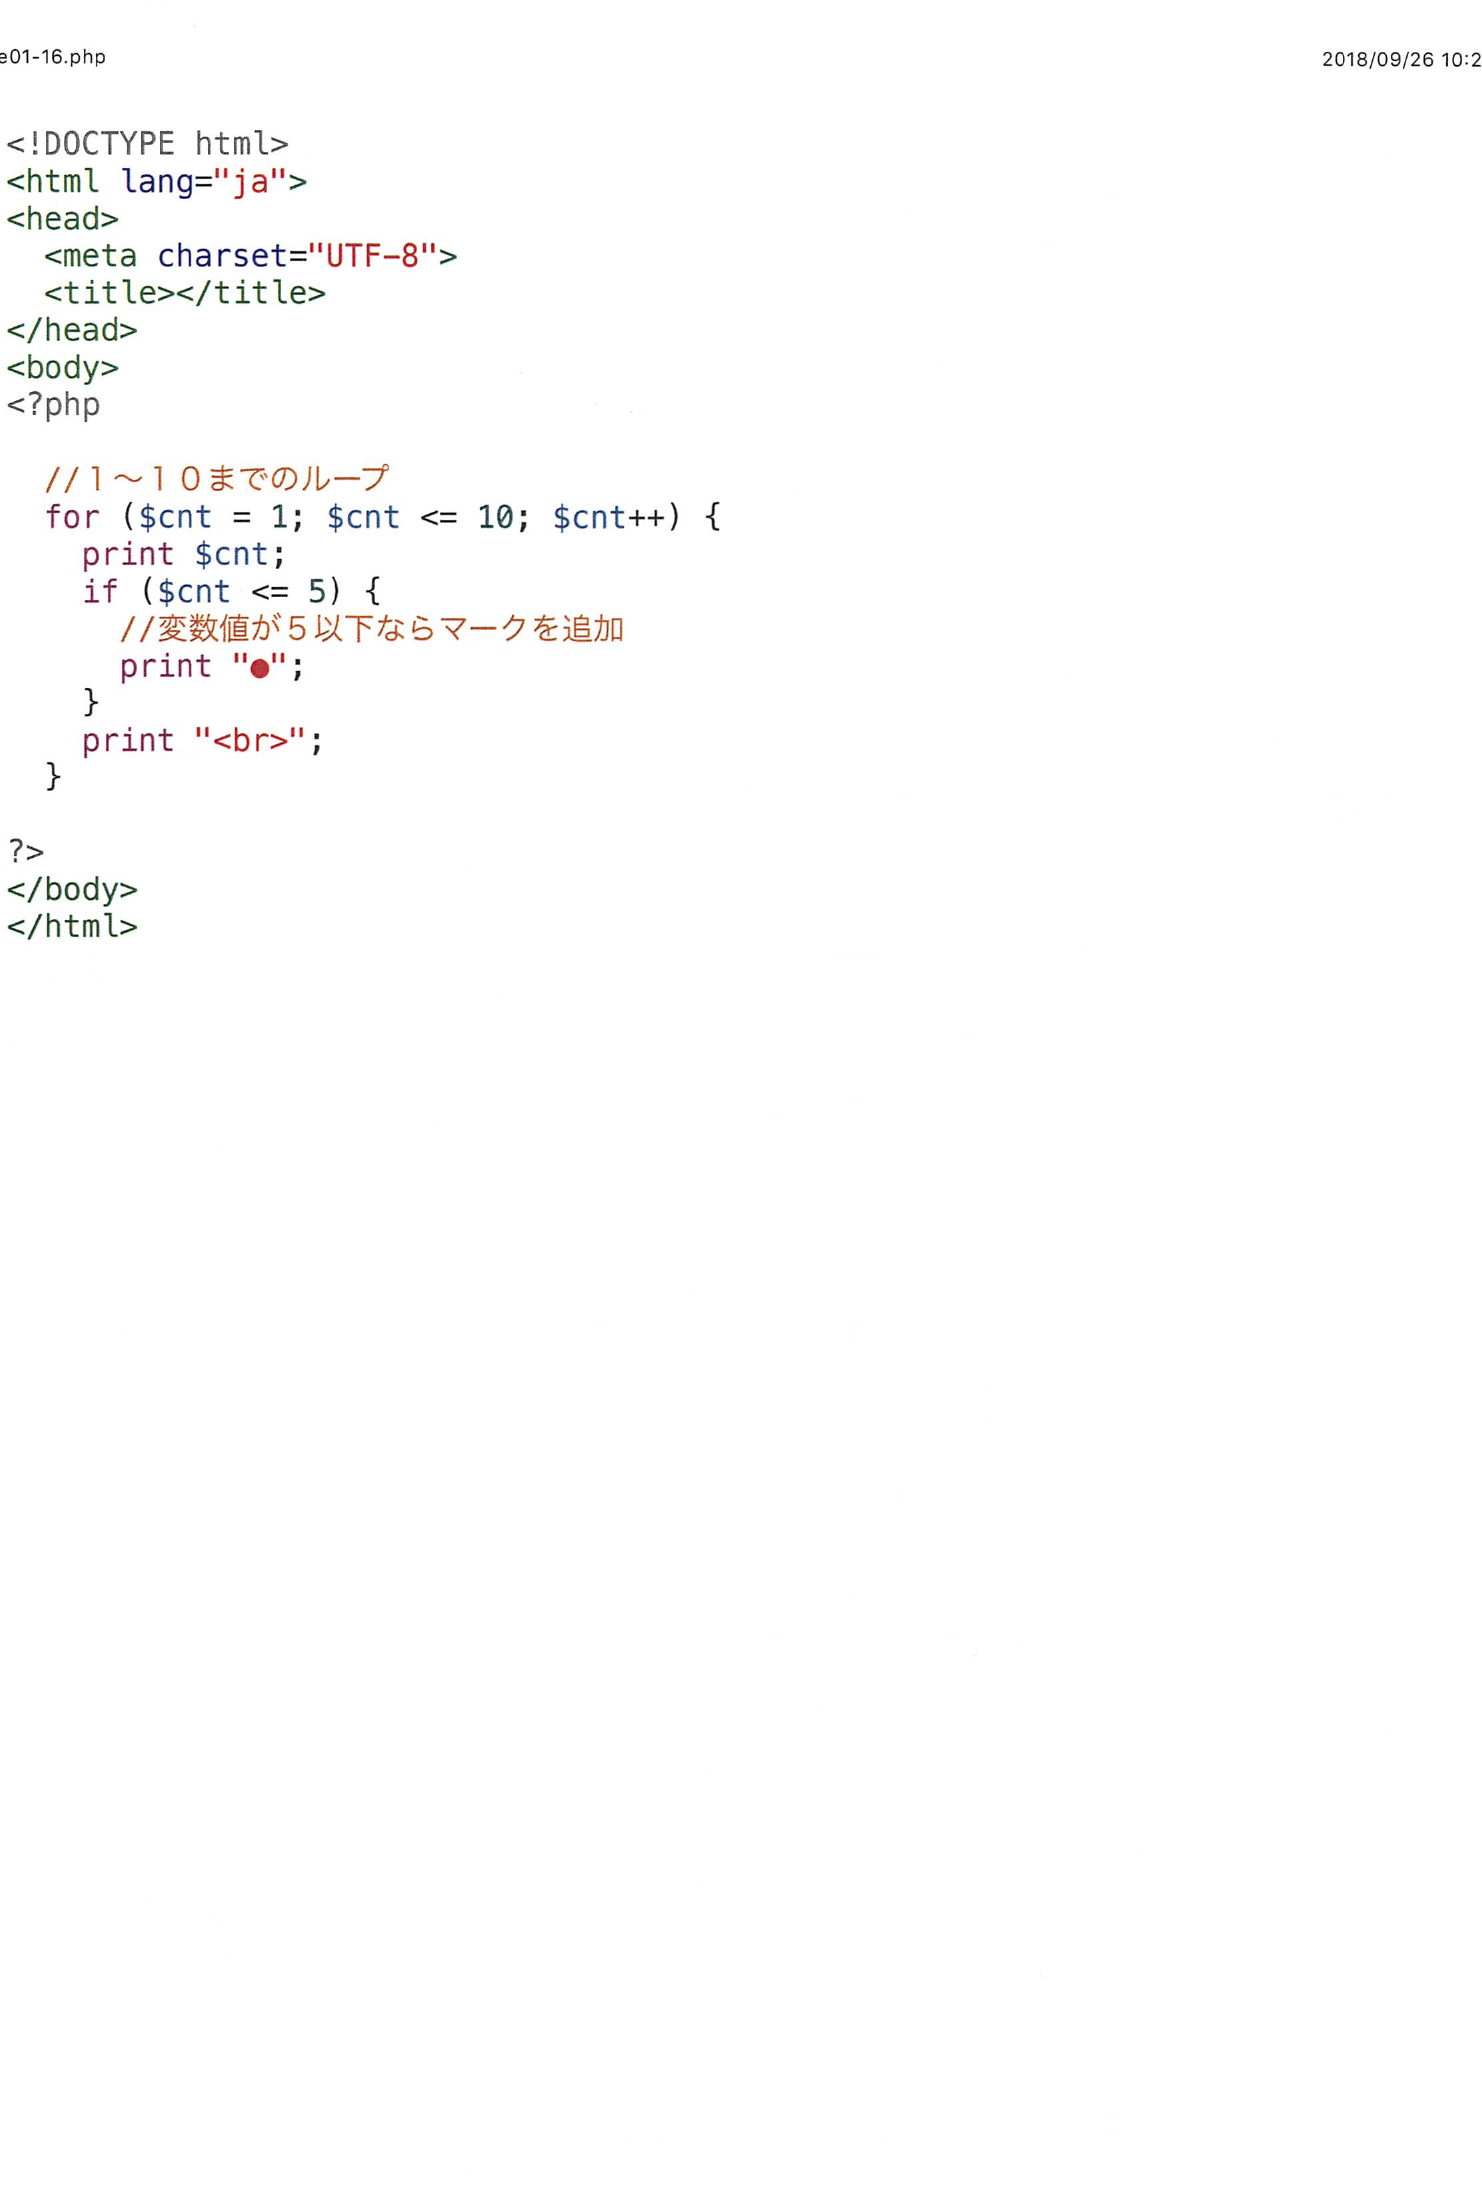 e01-16.php
2018/09/26 10:2
<!DOCTYPE html>
<html lang="ja">
<head>
  <meta charset="UTF-8">
  <title></title>
</head>
<body>
<?php
  //１〜１０までのループ
  for ($cnt = 1; $cnt <= 10; $cnt++) {
    print $cnt;
    if ($cnt <= 5) {
      //変数値が５以下ならマークを追加
      print "●";
    }
    print "<br>";
  }
?>
</body>
</html>